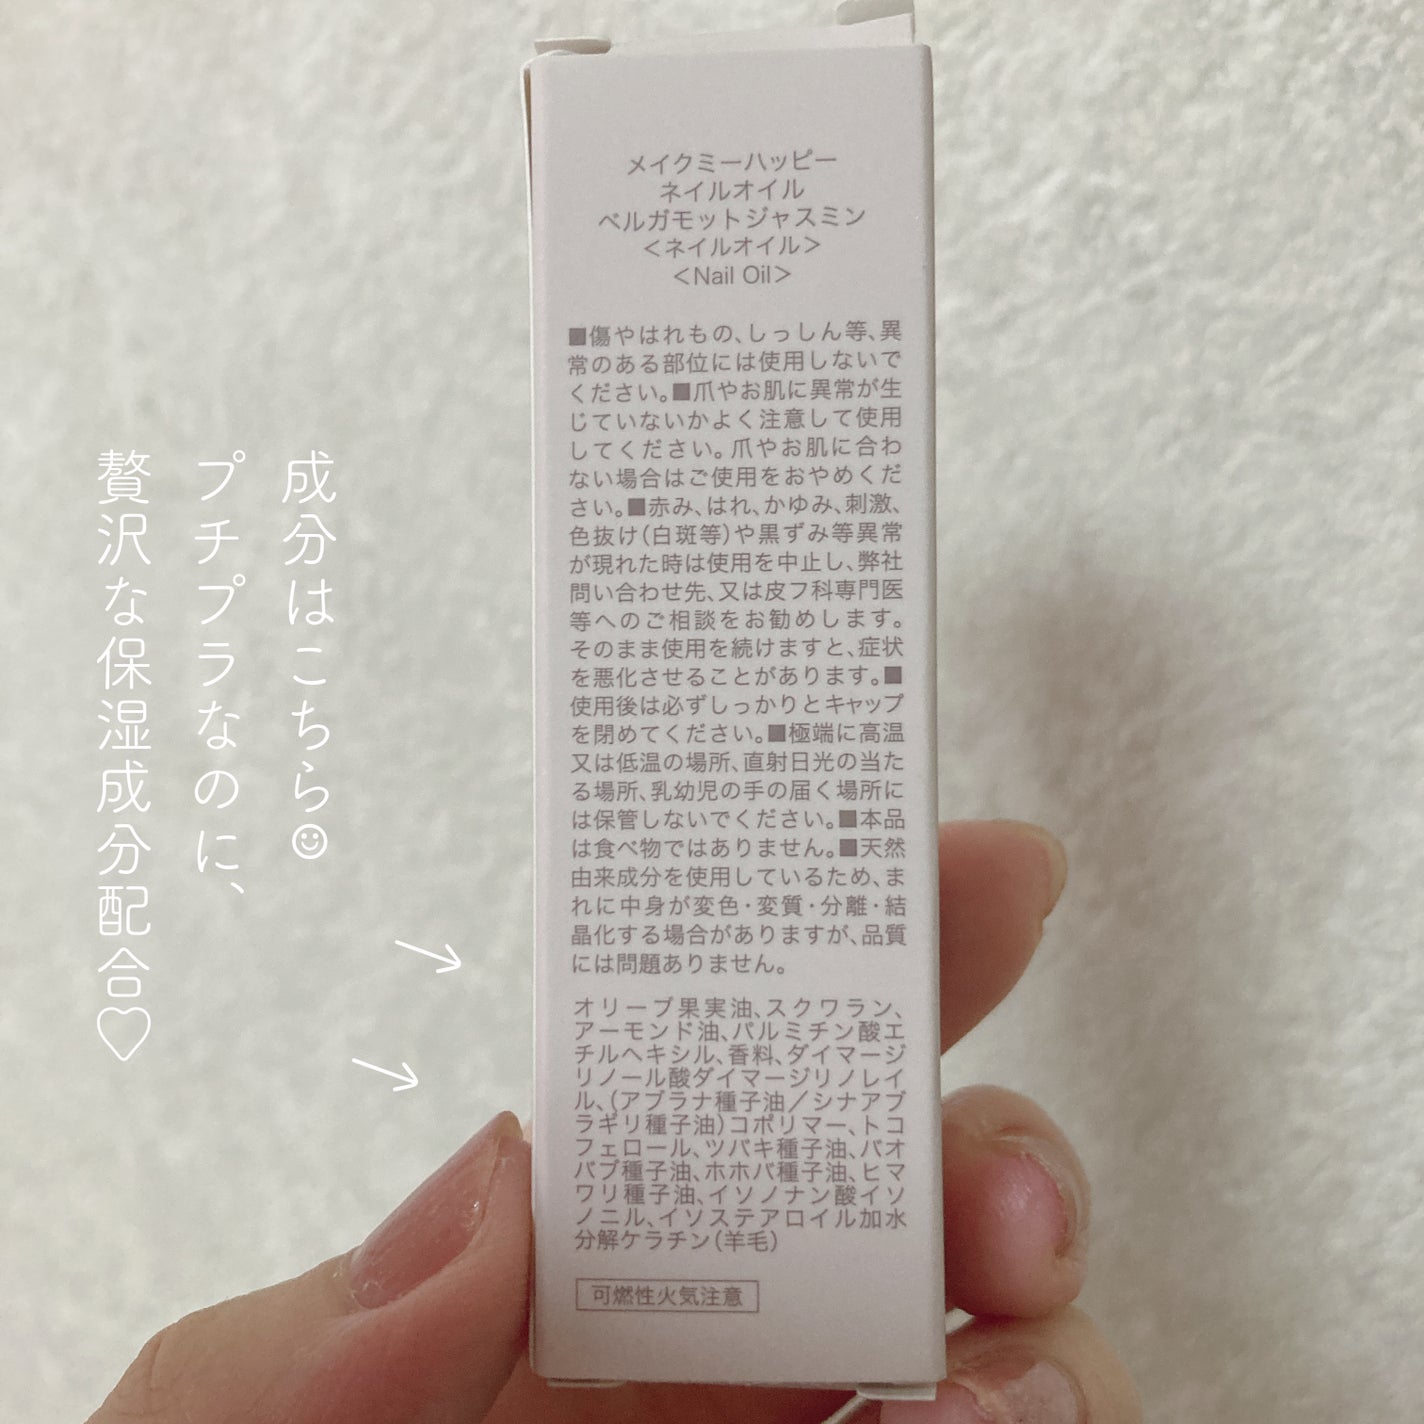 メイクミーハッピー
ネイルオイル
ベルガモットジャスミン
＜ネイルオイル＞
＜Nail Oil＞
■傷やはれもの、しっしん等、異
常のある部位には使用しないで
ください。■爪やお肌に異常が生
じていないかよく注意して使用
してください。爪やお肌に合わ
ない場合はご使用をおやめくだ
さい。■赤み、はれ、かゆみ、刺激、
色抜け(白斑等)や黒ずみ等異常
が現れた時は使用を中止し、弊社
問い合わせ先、又は皮フ科専門医
等へのご相談をお勧めします。
そのまま使用を続けますと、症状
を悪化させることがあります。■
使用後は必ずしっかりとキャップ
を閉めてください。■極端に高温
又は低温の場所、直射日光の当た
る場所、乳幼児の手の届く場所に
は保管しないでください。■本品
は食べ物ではありません。■天然
由来成分を使用しているため、ま
れに中身が変色・変質・分離・結
晶化する場合がありますが、品質
には問題ありません。
オリーブ果実油、スクワラン、
アーモンド油、パルミチン酸エ
チルヘキシル、香料、ダイマージ
リノール酸ダイマージリノレイ
ル、(アブラナ種子油／シナアブ
ラギリ種子油)コポリマー、トコ
フェロール、ツバキ種子油、バオ
バブ種子油、ホホバ種子油、ヒマ
ワリ種子油、イソノナン酸イソ
ノニル、イソステアロイル加水
分解ケラチン(羊毛)
可燃性火気注意
成分はこちら☺
プチプラなのに、
贅沢な保湿成分配合♡